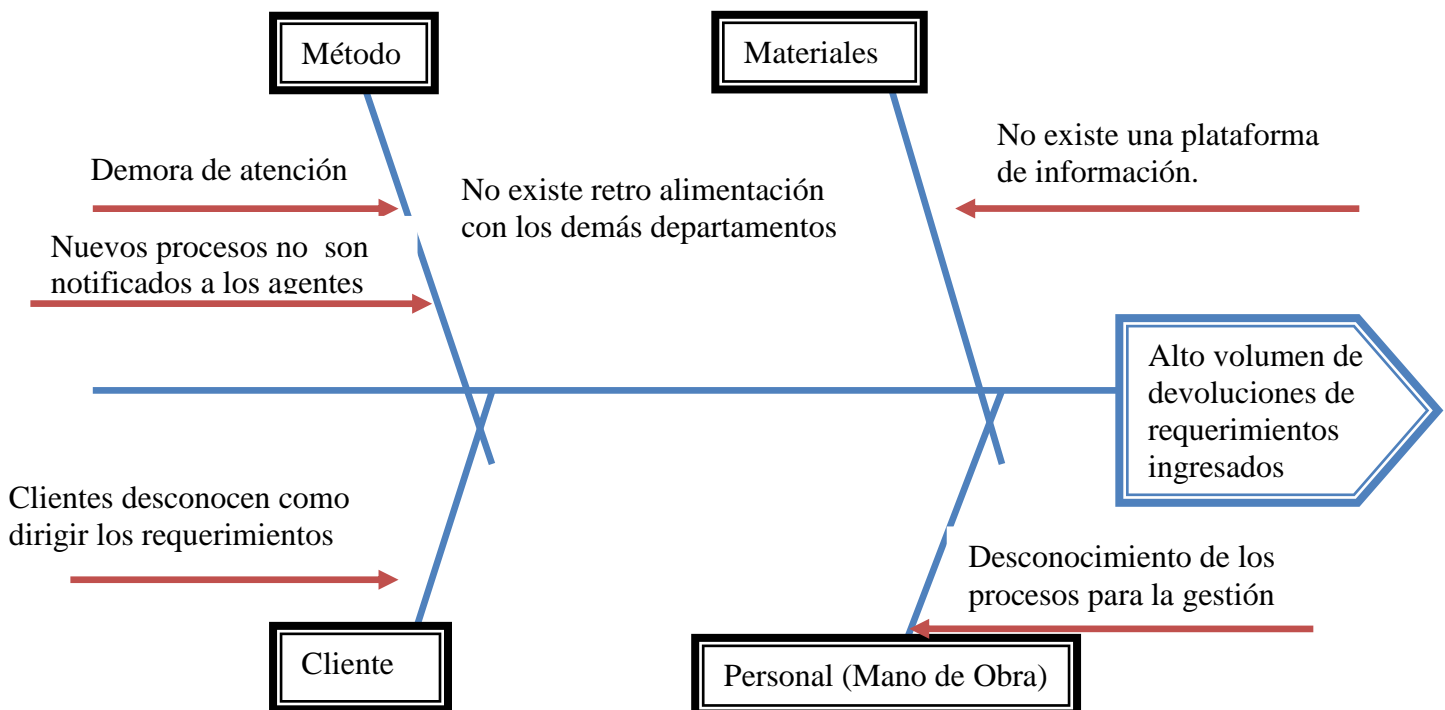 Método
Materiales
Demora de atención
Nuevos procesos no son
notificados a los agentes
No existe retro alimentación
con los demás departamentos
No existe una plataforma
de información.
Alto volumen de
devoluciones de
requerimientos
ingresados
Clientes desconocen como
dirigir los requerimientos
Desconocimiento de los
procesos para la gestión
Cliente
Personal (Mano de Obra)